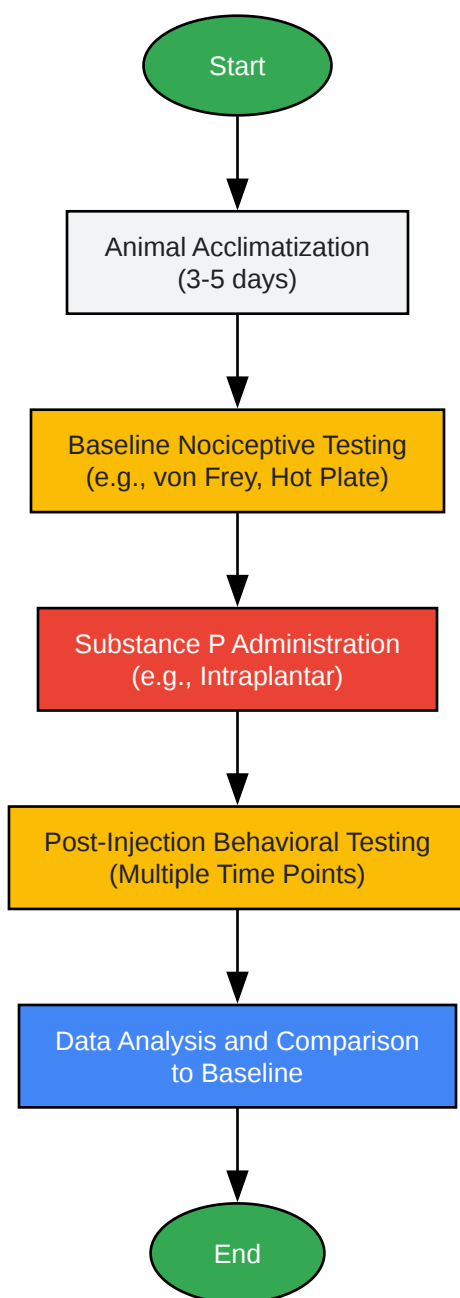 Start
Animal Acclimatization
(3-5 days)
Baseline Nociceptive Testing
(e.g., von Frey, Hot Plate)
Substance P Administration
(e.g., Intraplantar)
Post-Injection Behavioral Testing
(Multiple Time Points)
Data Analysis and Comparison
to Baseline
End